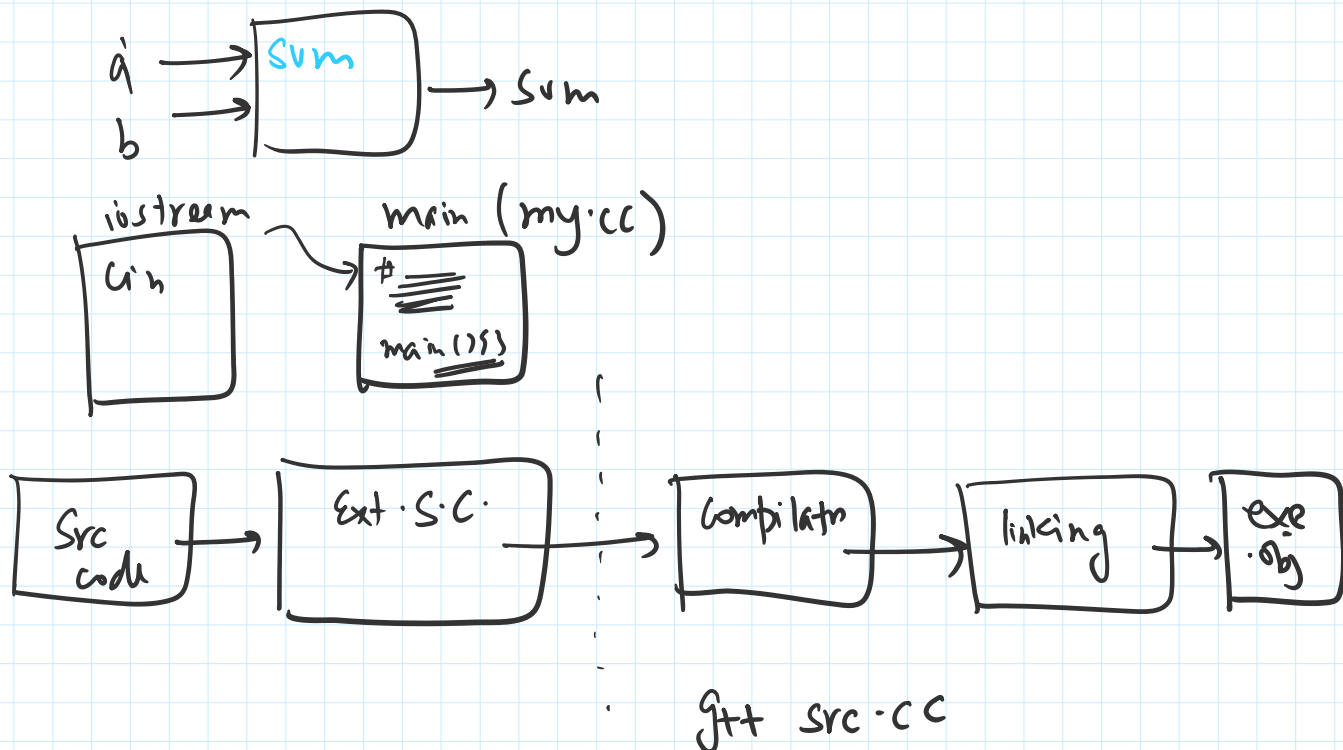 a
b
sum
sum
iostream
cin
main (my.cc)
#
main(){}
src
code
Ext.S.C.
Compilatn
linking
exe
.obj
g++ src.cc